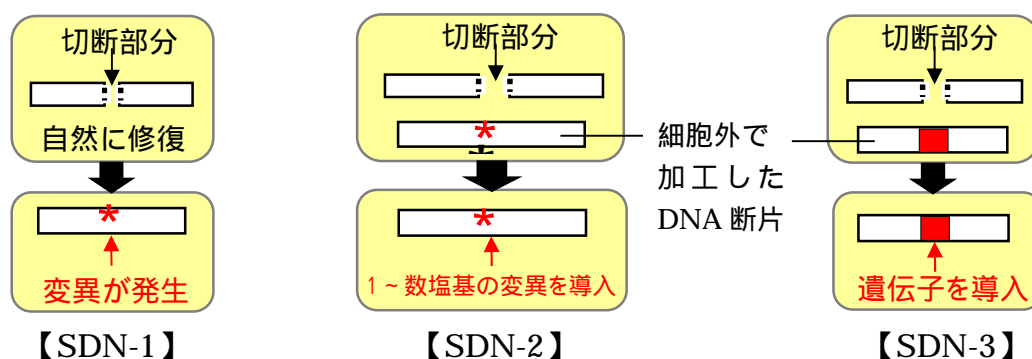 切断部分
自然に修復
変異が発生
【SDN-1】
切断部分
*
1~数塩基の変異を導入
【SDN-2】
細胞外で
加工した
DNA 断片
切断部分
遺伝子を導入
【SDN-3】